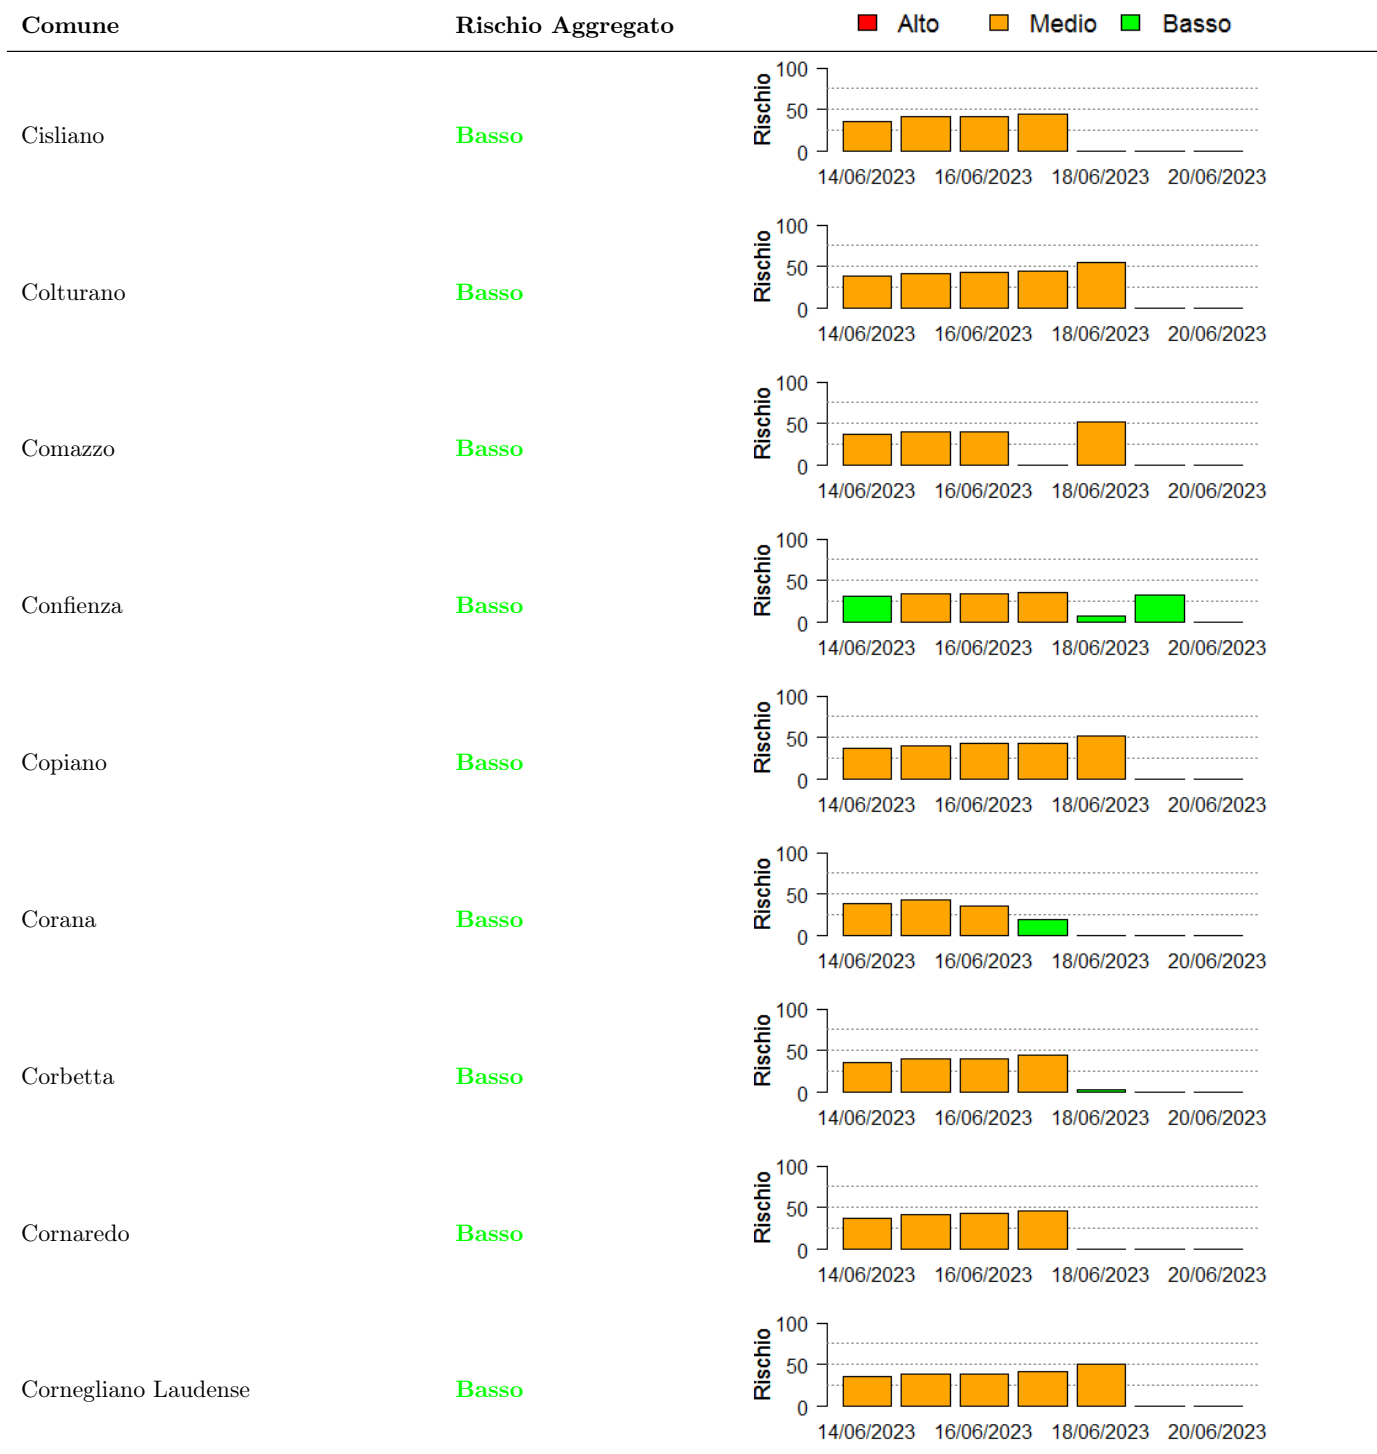 Comune Rischio Aggregato Alto Medio Basso
100
50
0
Rischio
Cisliano Basso
14/06/2023 16/06/2023 18/06/2023 20/06/2023
100
50
0
Rischio
Colturano Basso
14/06/2023 16/06/2023 18/06/2023 20/06/2023
100
50
0
Rischio
Comazzo Basso
14/06/2023 16/06/2023 18/06/2023 20/06/2023
100
50
0
Rischio
Confienza Basso
14/06/2023 16/06/2023 18/06/2023 20/06/2023
100
50
0
Rischio
Copiano Basso
14/06/2023 16/06/2023 18/06/2023 20/06/2023
100
50
0
Rischio
Corana Basso
14/06/2023 16/06/2023 18/06/2023 20/06/2023
100
50
0
Rischio
Corbetta Basso
14/06/2023 16/06/2023 18/06/2023 20/06/2023
100
50
0
Rischio
Cornaredo Basso
14/06/2023 16/06/2023 18/06/2023 20/06/2023
100
50
0
Rischio
Cornegliano Laudense Basso
14/06/2023 16/06/2023 18/06/2023 20/06/2023